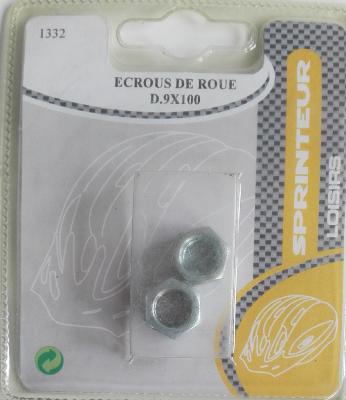 1332
ECROUS DE ROUE
D.9X100
SPRINTEUR
LOISIRS